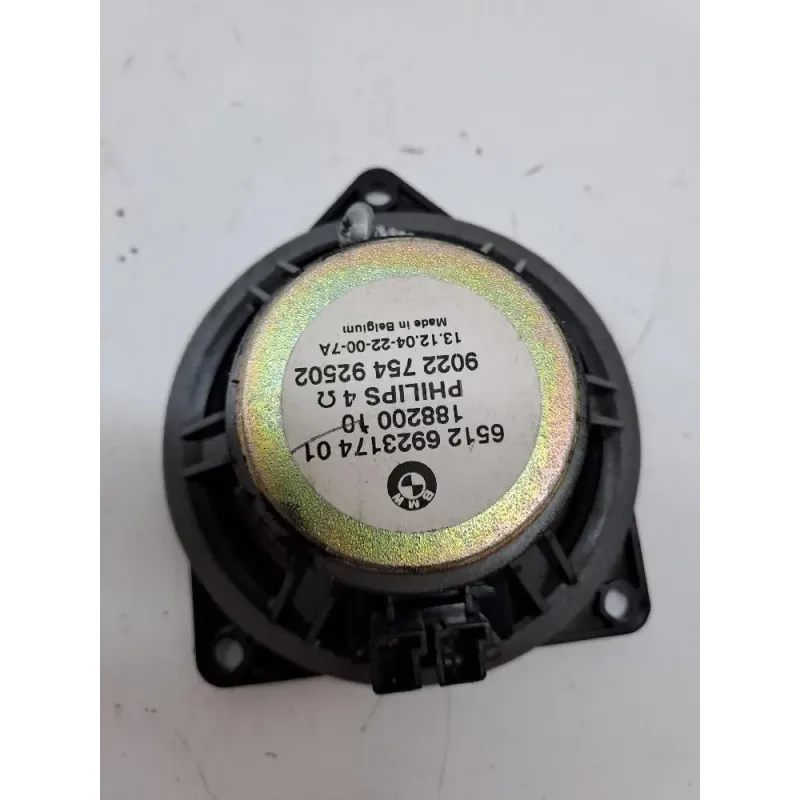 BMW
6512 6923174 01
188200 10
PHILIPS 4 Ω
9022 754 92502
13.12.04-22-00-7A
Made in Belgium